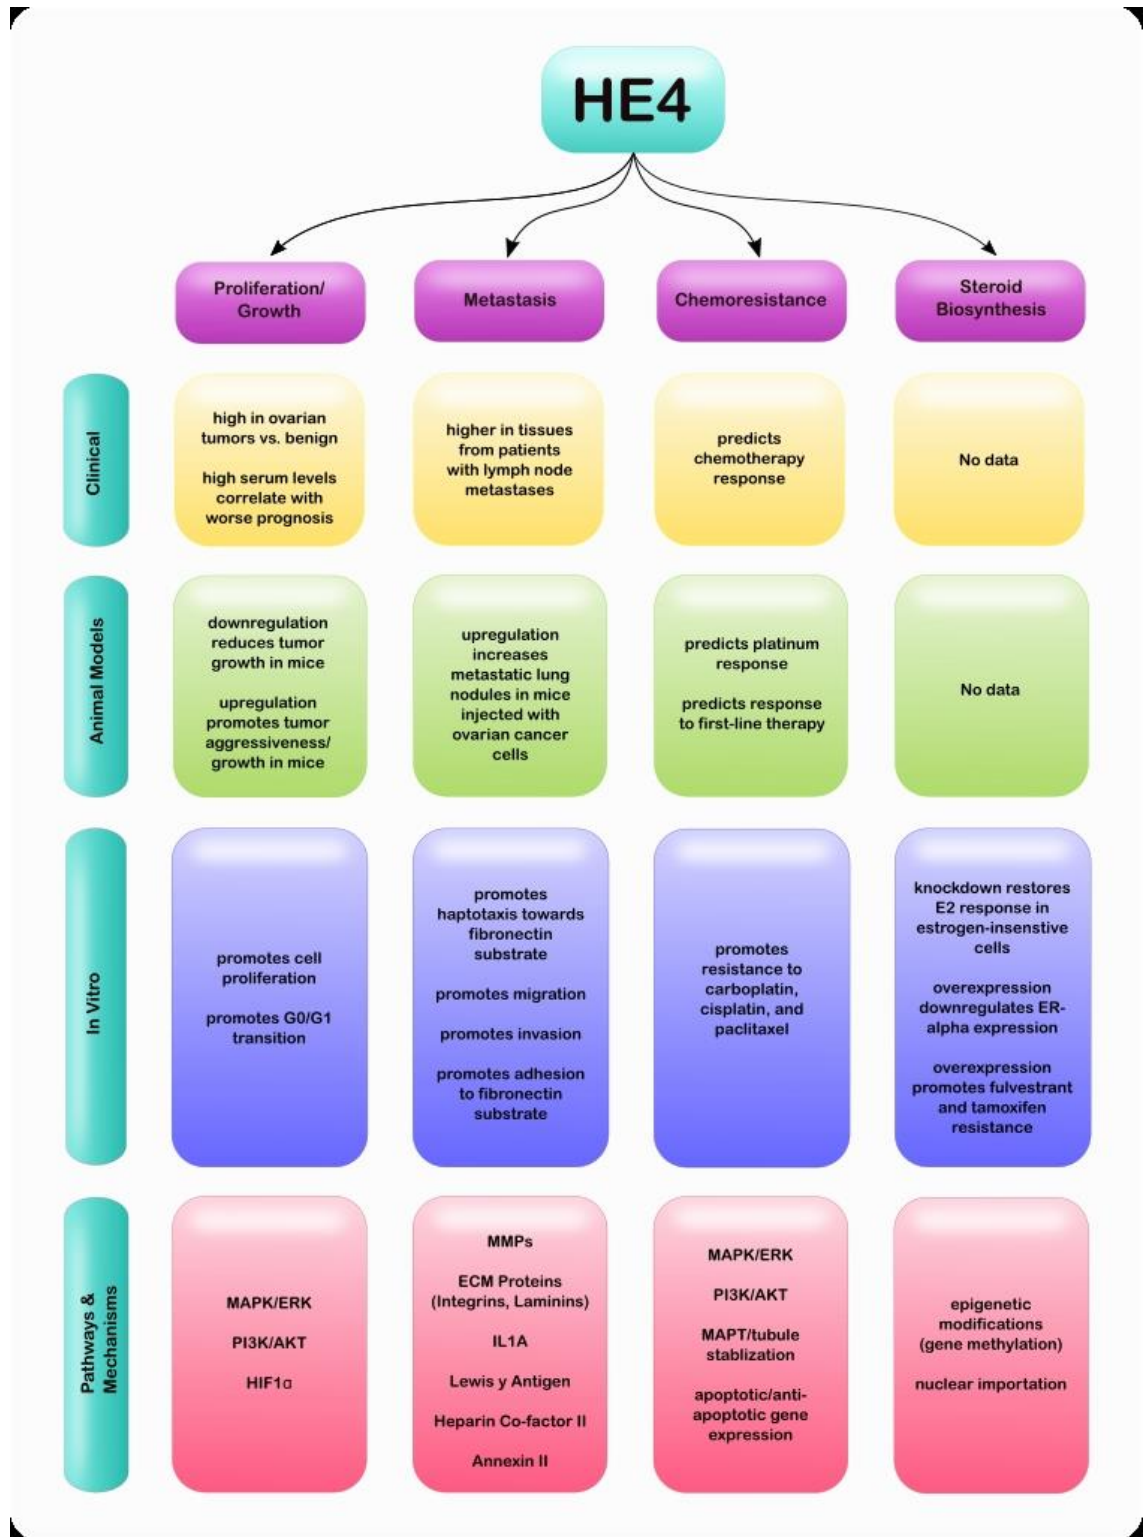 HE4
Proliferation/
Growth
Metastasis
Chemoresistance
Steroid
Biosynthesis
Clinical
high in ovarian
tumors vs. benign
high serum levels
correlate with
worse prognosis
higher in tissues
from patients
with lymph node
metastases
predicts
chemotherapy
response
No data
Animal Models
downregulation
reduces tumor
growth in mice
upregulation
promotes tumor
aggressiveness/
growth in mice
upregulation
increases
metastatic lung
nodules in mice
injected with
ovarian cancer
cells
predicts platinum
response
predicts response
to first-line therapy
No data
In Vitro
promotes cell
proliferation
promotes G0/G1
transition
promotes
haptotaxis towards
fibronectin
substrate
promotes migration
promotes invasion
promotes adhesion
to fibronectin
substrate
promotes
resistance to
carboplatin,
cisplatin, and
paclitaxel
knockdown restores
E2 response in
estrogen-insenstive
cells
overexpression
downregulates ER-
alpha expression
overexpression
promotes fulvestrant
and tamoxifen
resistance
Pathways &
Mechanisms
MAPK/ERK
PI3K/AKT
HIF1α
MMPs
ECM Proteins
(Integrins, Laminins)
IL1A
Lewis y Antigen
Heparin Co-factor II
Annexin II
MAPK/ERK
PI3K/AKT
MAPT/tubule
stablization
apoptotic/anti-
apoptotic gene
expression
epigenetic
modifications
(gene methylation)
nuclear importation